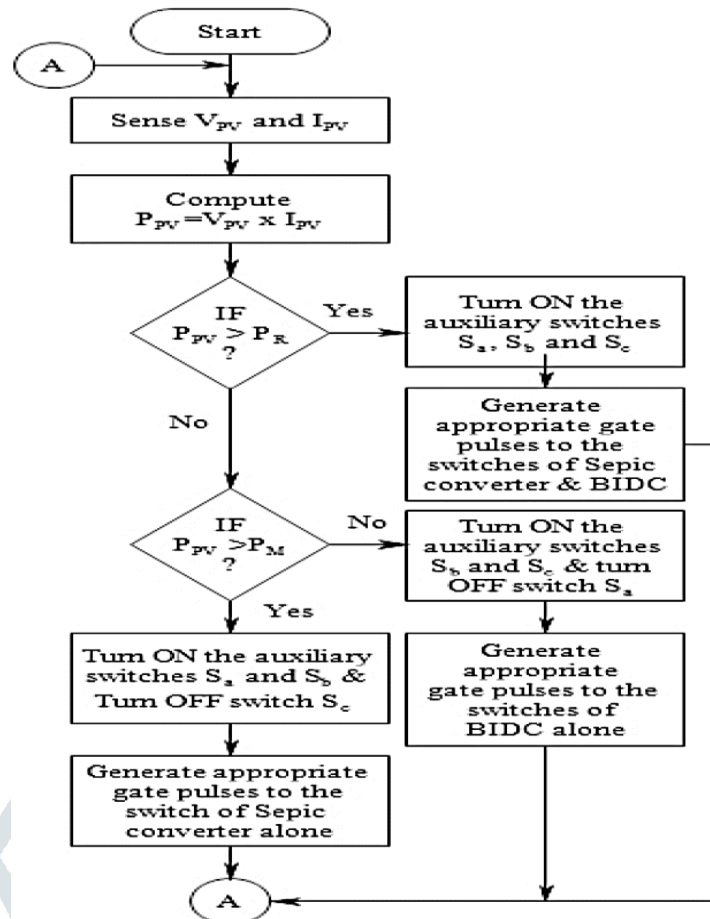 Start
A
Sense V_PV and I_PV
Compute
P_PV=V_PV x I_PV
IF
P_PV > P_R
?
Yes
Turn ON the
auxiliary switches
S_a, S_b and S_c
No
Generate
appropriate gate
pulses to the
switches of Sepic
converter & BIDC
IF
P_PV >P_M
?
No
Turn ON the
auxiliary switches
S_b and S_c & turn
OFF switch S_a
Yes
Turn ON the auxiliary
switches S_a and S_b &
Turn OFF switch S_c
Generate
appropriate
gate pulses to the
switches of
BIDC alone
Generate appropriate
gate pulses to the
switch of Sepic
converter alone
A